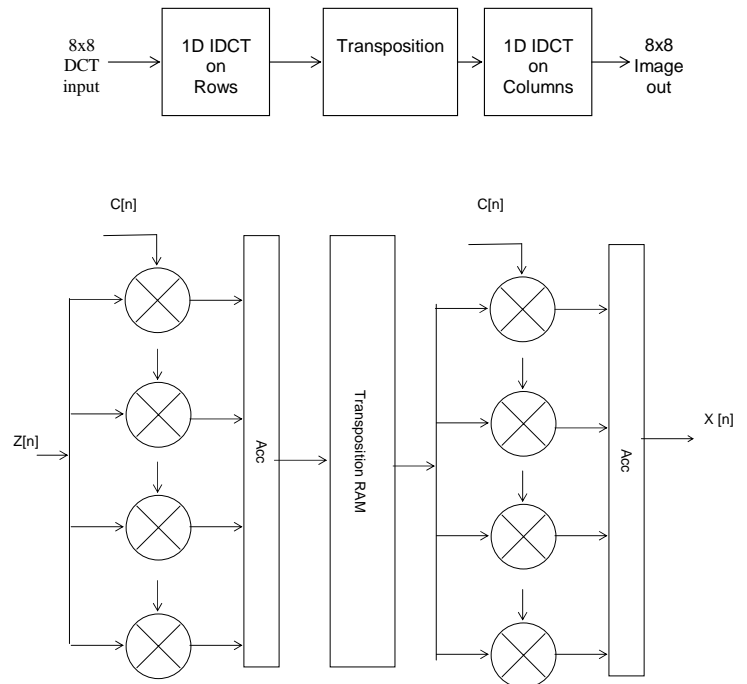 8x8
DCT
input
1D IDCT
on
Rows
Transposition
1D IDCT
on
Columns
8x8
Image
out
C[n]
C[n]
Z[n]
Acc
Transposition RAM
Acc
X [n]